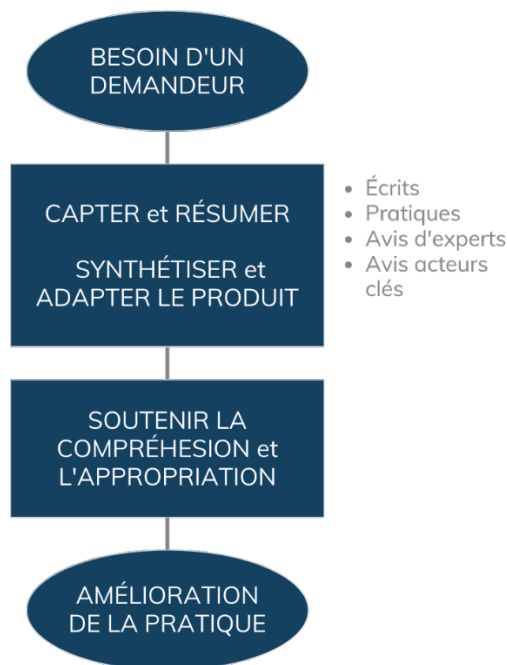 BESOIN D'UN
DEMANDEUR
CAPTER et RÉSUMER
SYNTHÉTISER et
ADAPTER LE PRODUIT
• Écrits
• Pratiques
• Avis d'experts
• Avis acteurs
clés
SOUTENIR LA
COMPRÉHESION et
L'APPROPRIATION
AMÉLIORATION
DE LA PRATIQUE